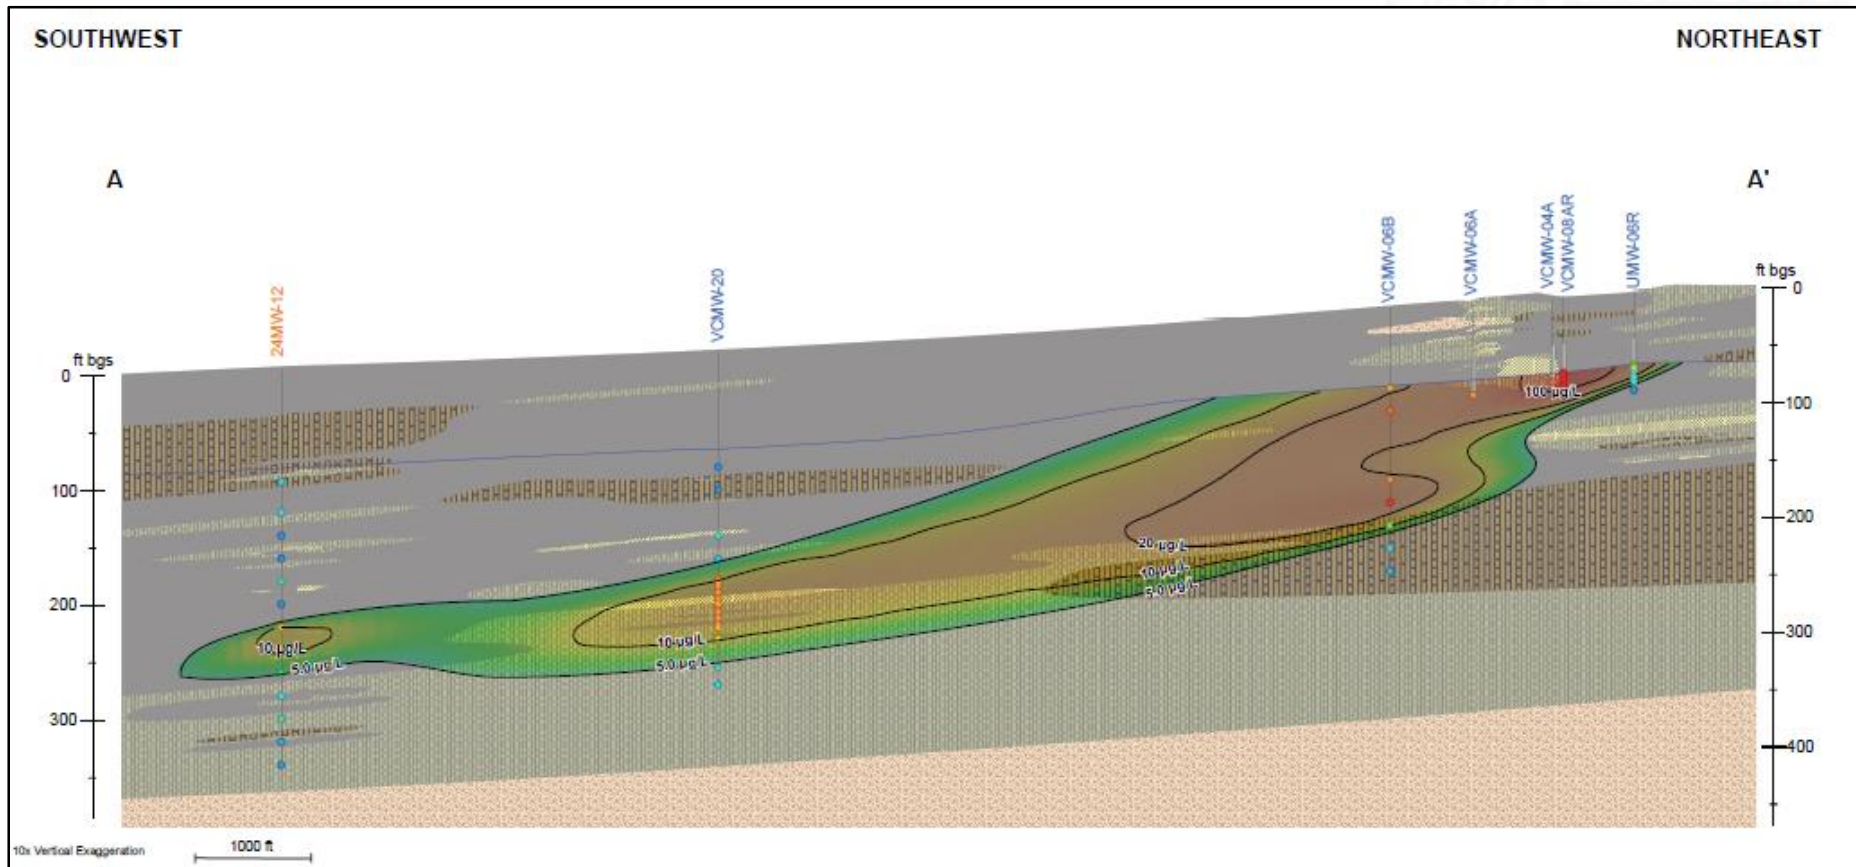 SOUTHWEST
NORTHEAST
A
A'
24MW-12
VCMW-20
VCMW-06B
VCMW-06A
VCMW-04A
VCMW-08AR
UMW-06R
ft bgs
0
100
200
300
ft bgs
0
100
200
300
400
100 µg/L
20 µg/L
10 µg/L
5.0 µg/L
10 µg/L
5.0 µg/L
10 µg/L
5.0 µg/L
10x Vertical Exaggeration
1000 ft